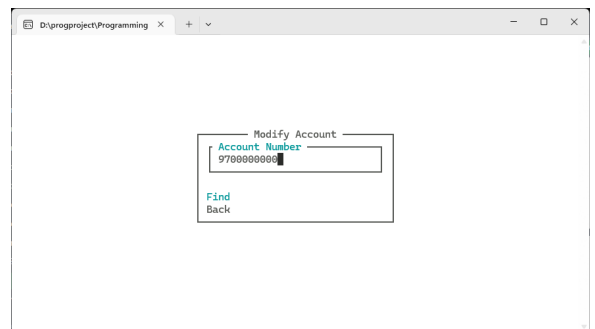 D:\progproject\Programming
Modify Account
Account Number
9700000000
Find
Back